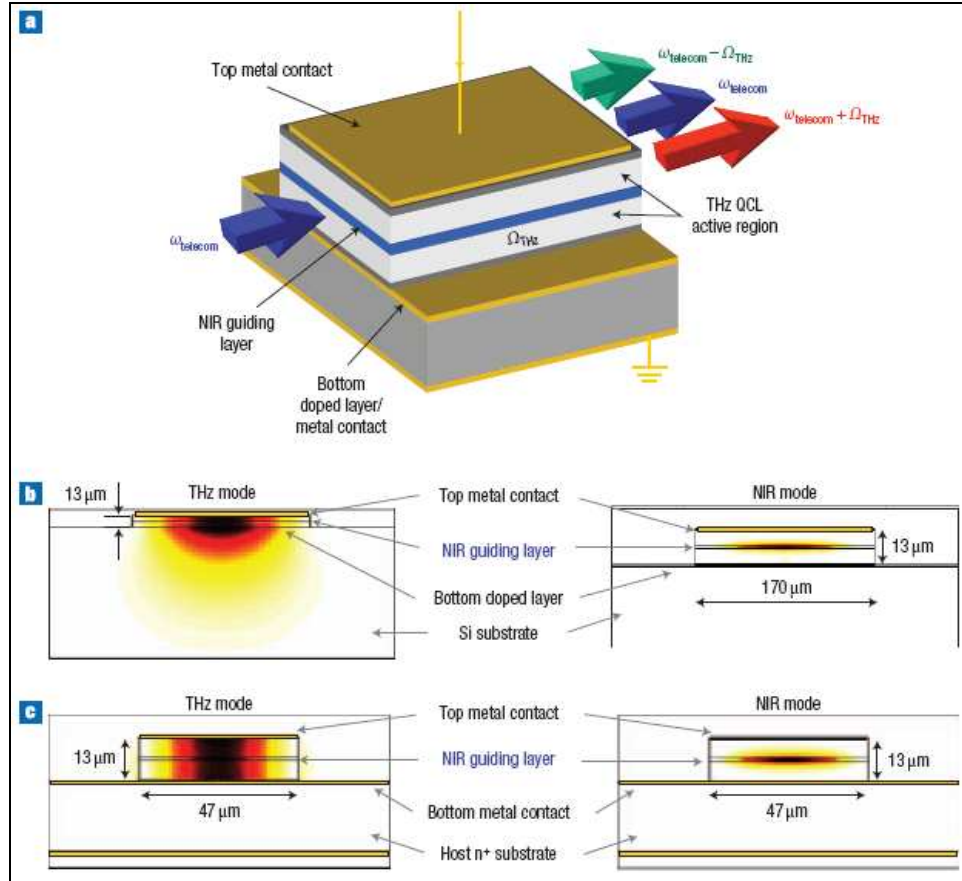 a
Top metal contact
ω_telecom − Ω_THz
ω_telecom
ω_telecom + Ω_THz
THz QCL
active region
Ω_THz
ω_telecom
NIR guiding
layer
Bottom
doped layer/
metal contact
b
THz mode
NIR mode
13 μm
Top metal contact
NIR guiding layer
13 μm
Bottom doped layer
170 μm
Si substrate
c
THz mode
NIR mode
Top metal contact
13 μm
NIR guiding layer
13 μm
47 μm
Bottom metal contact
47 μm
Host n+ substrate